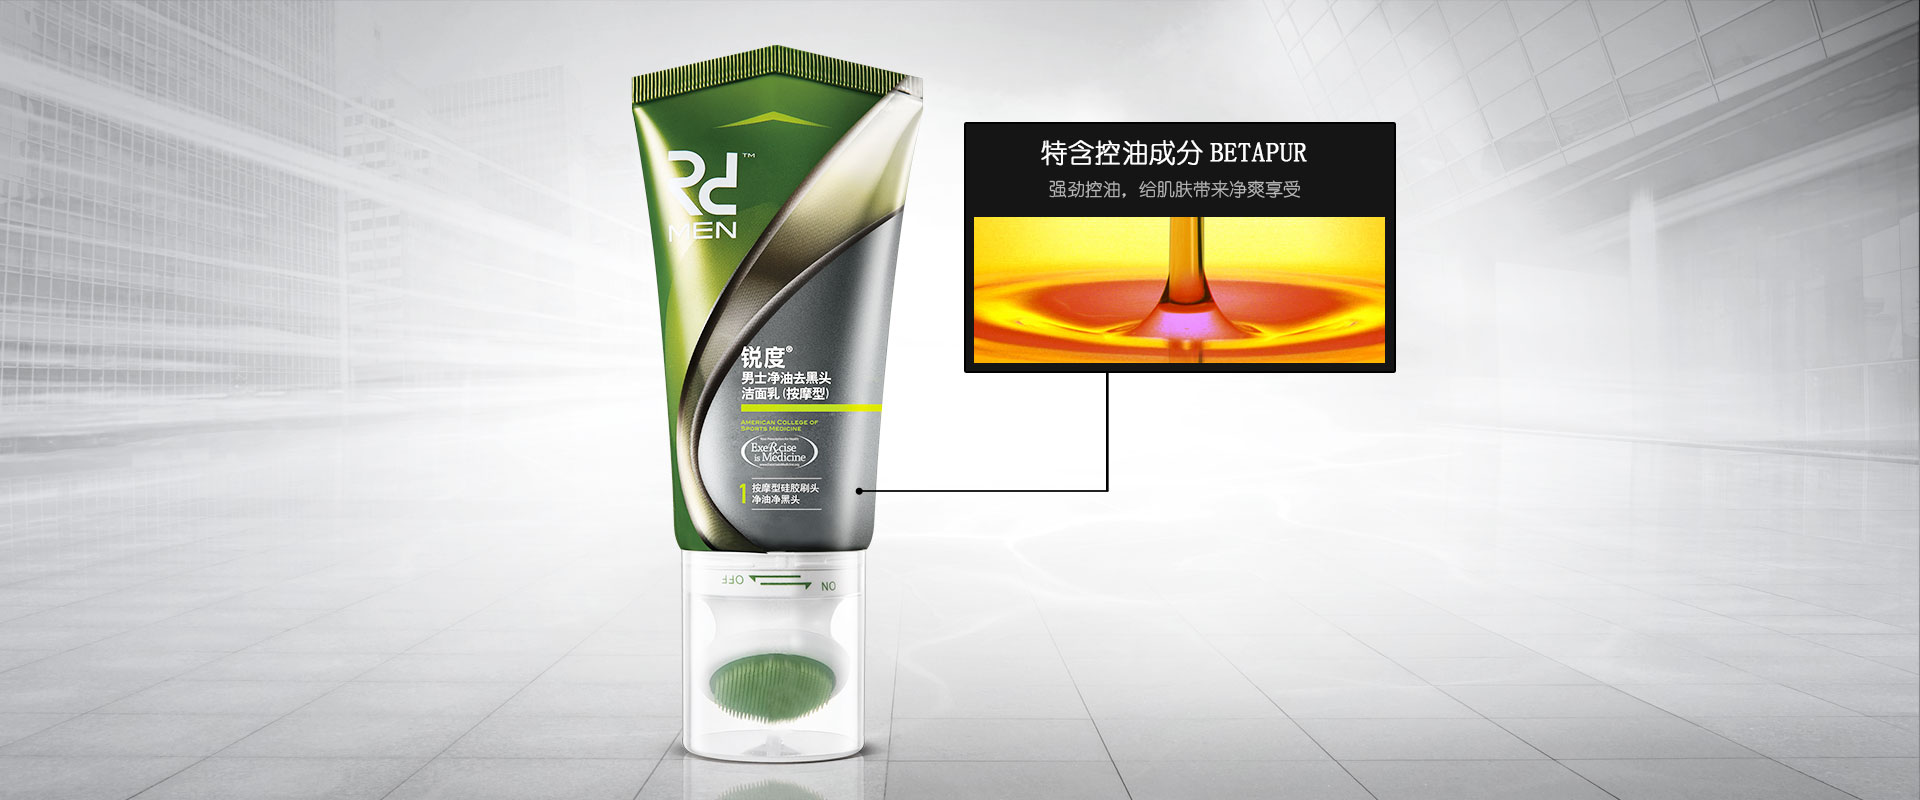 Rd™
MEN
锐度®
男士净油去黑头
洁面乳(按摩型)
AMERICAN COLLEGE OF
SPORTS MEDICINE
ExeRcise
is Medicine
1 按摩型硅胶刷头
净油净黑头
OFF
ON
特含控油成分 BETAPUR
强劲控油，给肌肤带来净爽享受